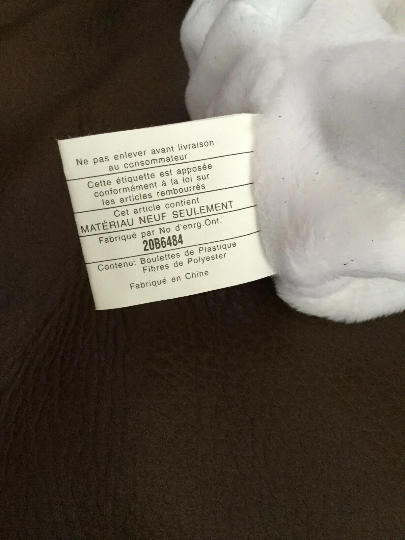 Ne pas enlever avant livraison
au consommateur
Cette étiquette est apposée
conformément à la loi sur
les articles rembourrés
Cet article contient
MATÉRIAU NEUF SEULEMENT
Fabriqué par No d'enrg.Ont.
20B6484
Contenu: Boulettes de Plastique
Fibres de Polyester
Fabriqué en Chine